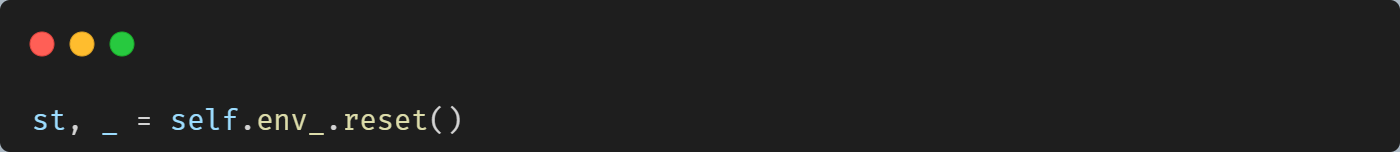 st, _ = self.env_.reset()